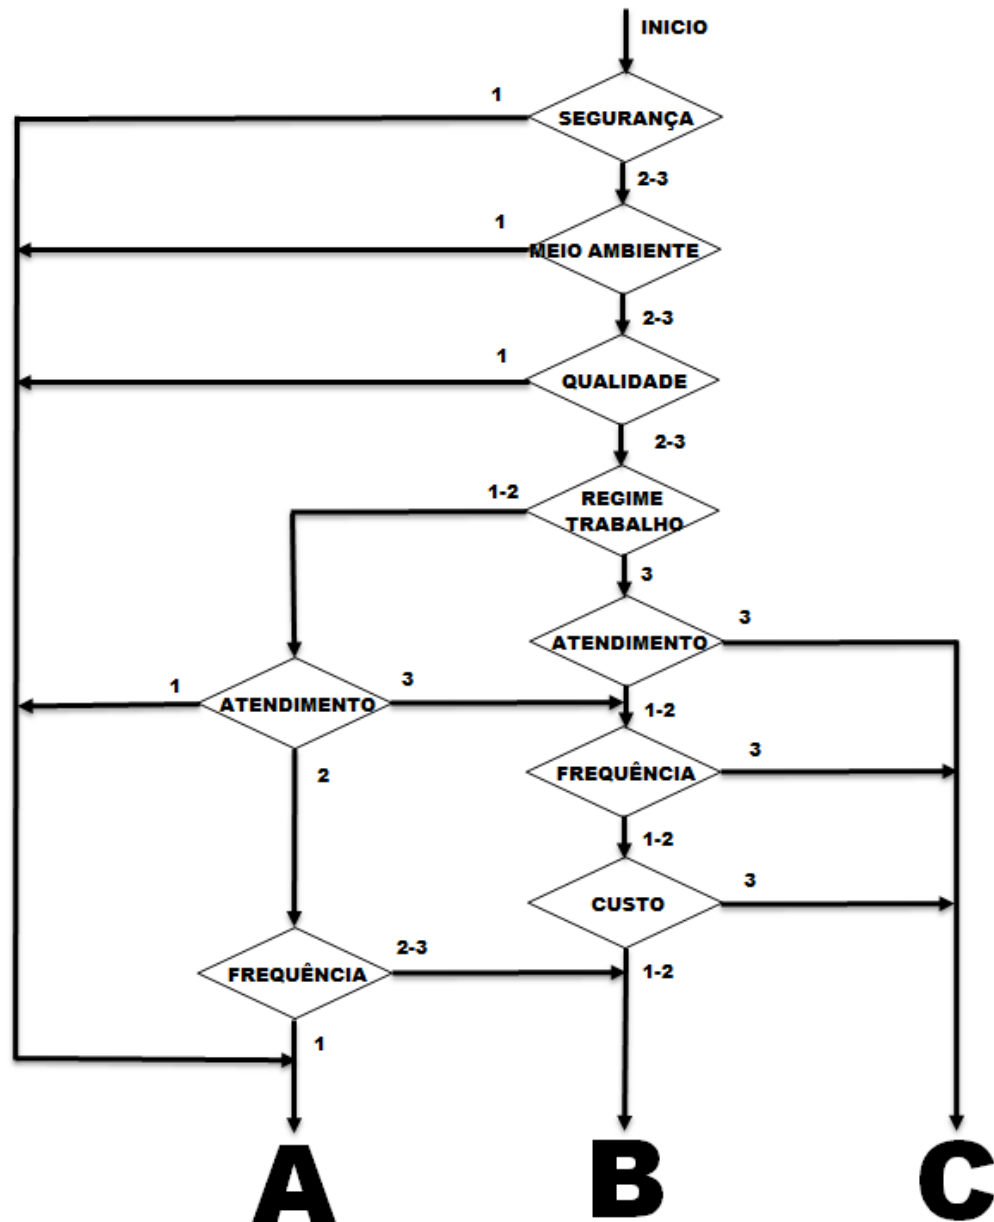 INICIO
1
SEGURANÇA
2-3
1
MEIO AMBIENTE
2-3
1
QUALIDADE
2-3
1-2
REGIME
TRABALHO
3
ATENDIMENTO
3
1
ATENDIMENTO
3
1-2
2
FREQUÊNCIA
3
1-2
CUSTO
3
FREQUÊNCIA
2-3
1-2
1
A
B
C